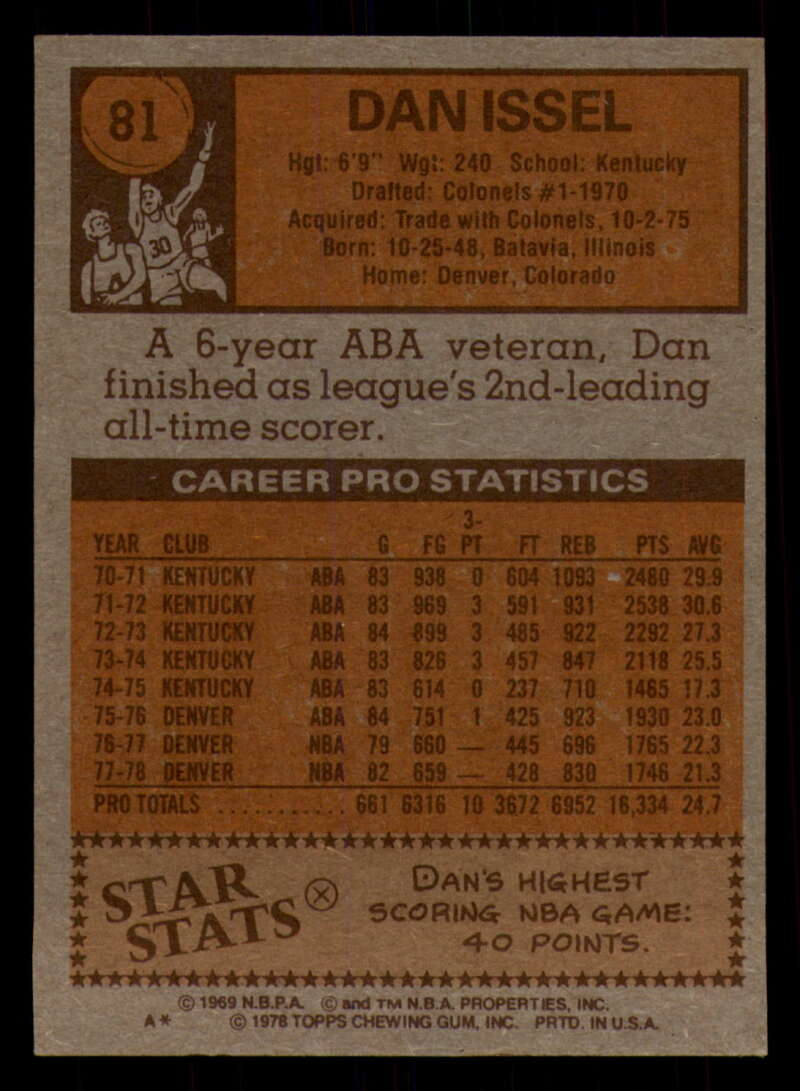 81
30
DAN ISSEL
Hgt: 6'9" Wgt: 240 School: Kentucky
Drafted: Colonels #1-1970
Acquired: Trade with Colonels, 10-2-75
Born: 10-25-48, Batavia, Illinois
Home: Denver, Colorado
A 6-year ABA veteran, Dan
finished as league's 2nd-leading
all-time scorer.
CAREER PRO STATISTICS
YEAR CLUB G FG 3-PT FT REB PTS AVG
70-71 KENTUCKY ABA 83 938 0 604 1093 2480 29.9
71-72 KENTUCKY ABA 83 969 3 591 931 2538 30.6
72-73 KENTUCKY ABA 84 899 3 485 922 2292 27.3
73-74 KENTUCKY ABA 83 826 3 457 847 2118 25.5
74-75 KENTUCKY ABA 83 614 0 237 710 1465 17.3
75-76 DENVER ABA 84 751 1 425 923 1930 23.0
76-77 DENVER NBA 79 660 — 445 696 1765 22.3
77-78 DENVER NBA 82 659 — 428 830 1746 21.3
PRO TOTALS ........... 661 6316 10 3672 6952 16,334 24.7
STAR STATS
DAN'S HIGHEST
SCORING NBA GAME:
40 POINTS.
© 1969 N.B.P.A. © and TM N.B.A. PROPERTIES, INC.
A* © 1978 TOPPS CHEWING GUM, INC. PRTD. IN U.S.A.